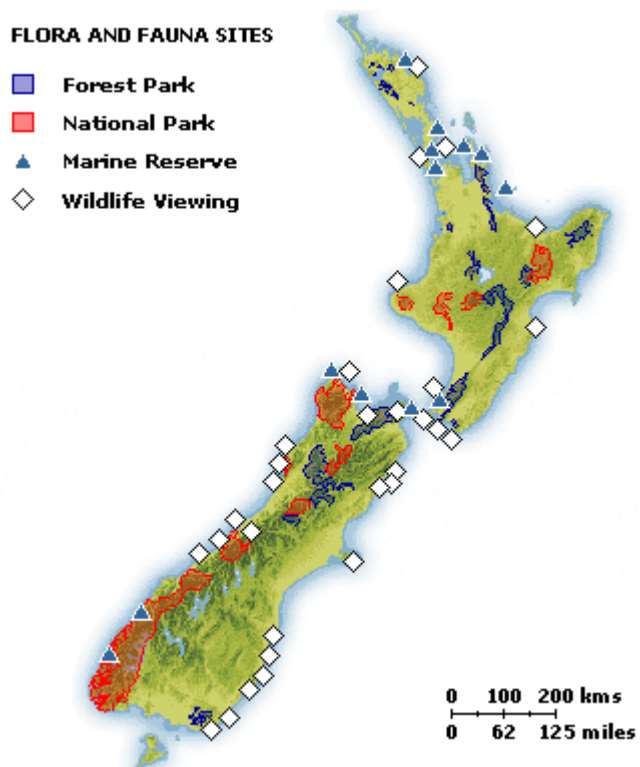 FLORA AND FAUNA SITES
Forest Park
National Park
Marine Reserve
Wildlife Viewing
0 100 200 kms
0 62 125 miles